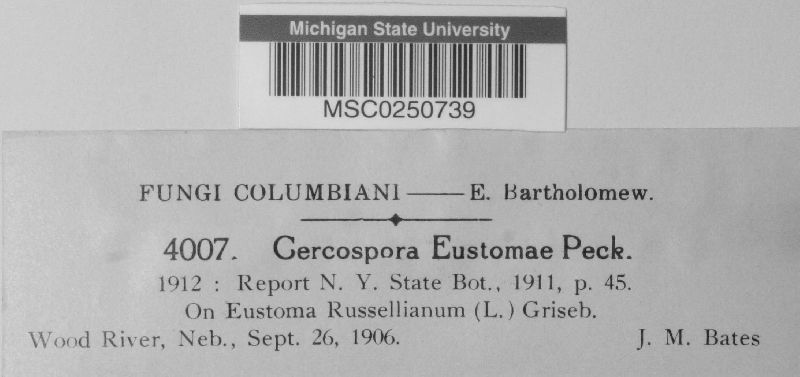 Michigan State University
MSC0250739
FUNGI COLUMBIANI — E. Bartholomew.
4007. Cercospora Eustomae Peck.
1912 : Report N. Y. State Bot., 1911, p. 45.
On Eustoma Russellianum (L.) Griseb.
Wood River, Neb., Sept. 26, 1906. J. M. Bates